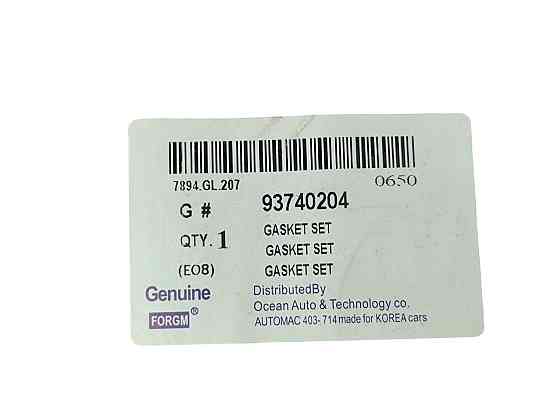 7894.GL.207 0650
G # 93740204
QTY. 1 GASKET SET
GASKET SET
(EO8) GASKET SET
Genuine DistributedBy
FORGM® Ocean Auto & Technology co.
AUTOMAC 403-714 made for KOREA cars